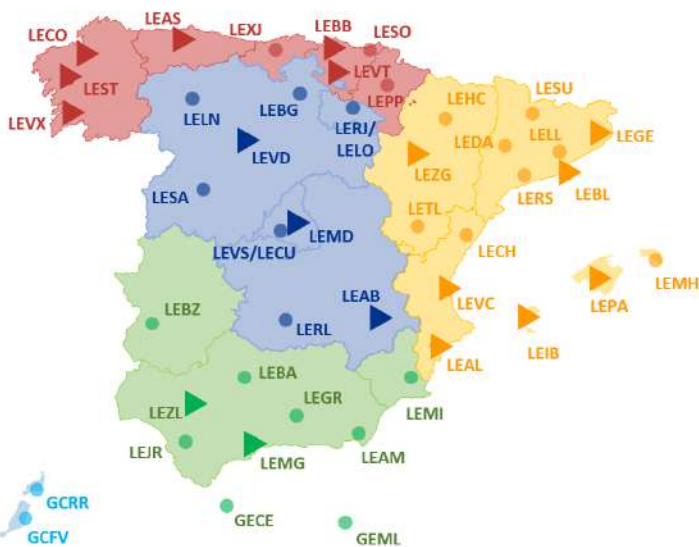 LEAS
LECO
LEXJ
LEBB
LESO
LEST
LEVT
LEPP
LEVX
LELN
LEBG
LERJ/
LELO
LEHC
LESU
LEDA
LELL
LEGE
LEVD
LEZG
LERS
LEBL
LESA
LETL
LEMD
LEVS/LECU
LECH
LEMH
LEPA
LEVC
LEAB
LEBZ
LERL
LEIB
LEAL
LEBA
LEMI
LEZL
LEGR
LEJR
LEMG
LEAM
GCRR
GECE
GEML
GCFV